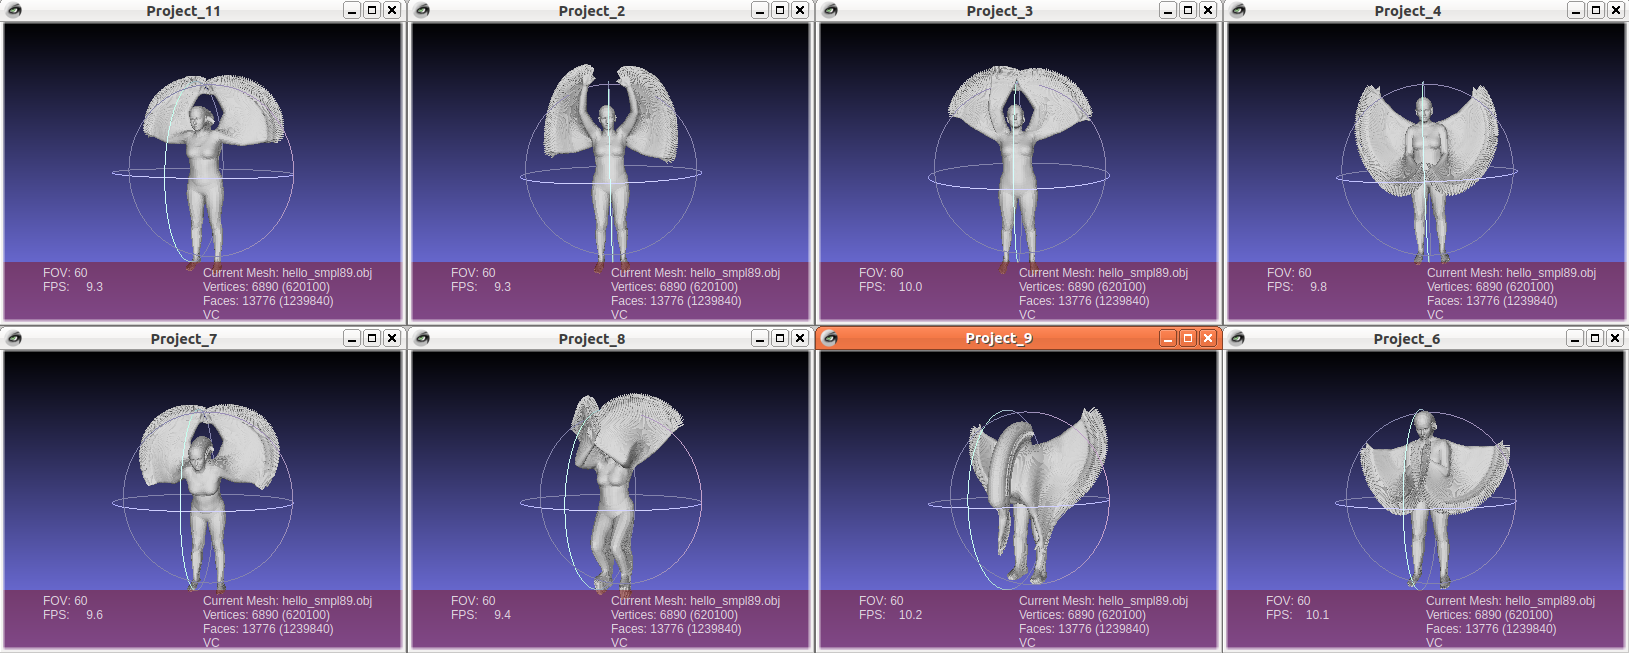 Project_11
FOV: 60
FPS: 9.3
Current Mesh: hello_smpl89.obj
Vertices: 6890 (620100)
Faces: 13776 (1239840)
VC
Project_2
FOV: 60
FPS: 9.3
Current Mesh: hello_smpl89.obj
Vertices: 6890 (620100)
Faces: 13776 (1239840)
VC
Project_3
FOV: 60
FPS: 10.0
Current Mesh: hello_smpl89.obj
Vertices: 6890 (620100)
Faces: 13776 (1239840)
VC
Project_4
FOV: 60
FPS: 9.8
Current Mesh: hello_smpl89.obj
Vertices: 6890 (620100)
Faces: 13776 (1239840)
VC
Project_7
FOV: 60
FPS: 9.6
Current Mesh: hello_smpl89.obj
Vertices: 6890 (620100)
Faces: 13776 (1239840)
VC
Project_8
FOV: 60
FPS: 9.4
Current Mesh: hello_smpl89.obj
Vertices: 6890 (620100)
Faces: 13776 (1239840)
VC
Project_9
FOV: 60
FPS: 10.2
Current Mesh: hello_smpl89.obj
Vertices: 6890 (620100)
Faces: 13776 (1239840)
VC
Project_6
FOV: 60
FPS: 10.1
Current Mesh: hello_smpl89.obj
Vertices: 6890 (620100)
Faces: 13776 (1239840)
VC